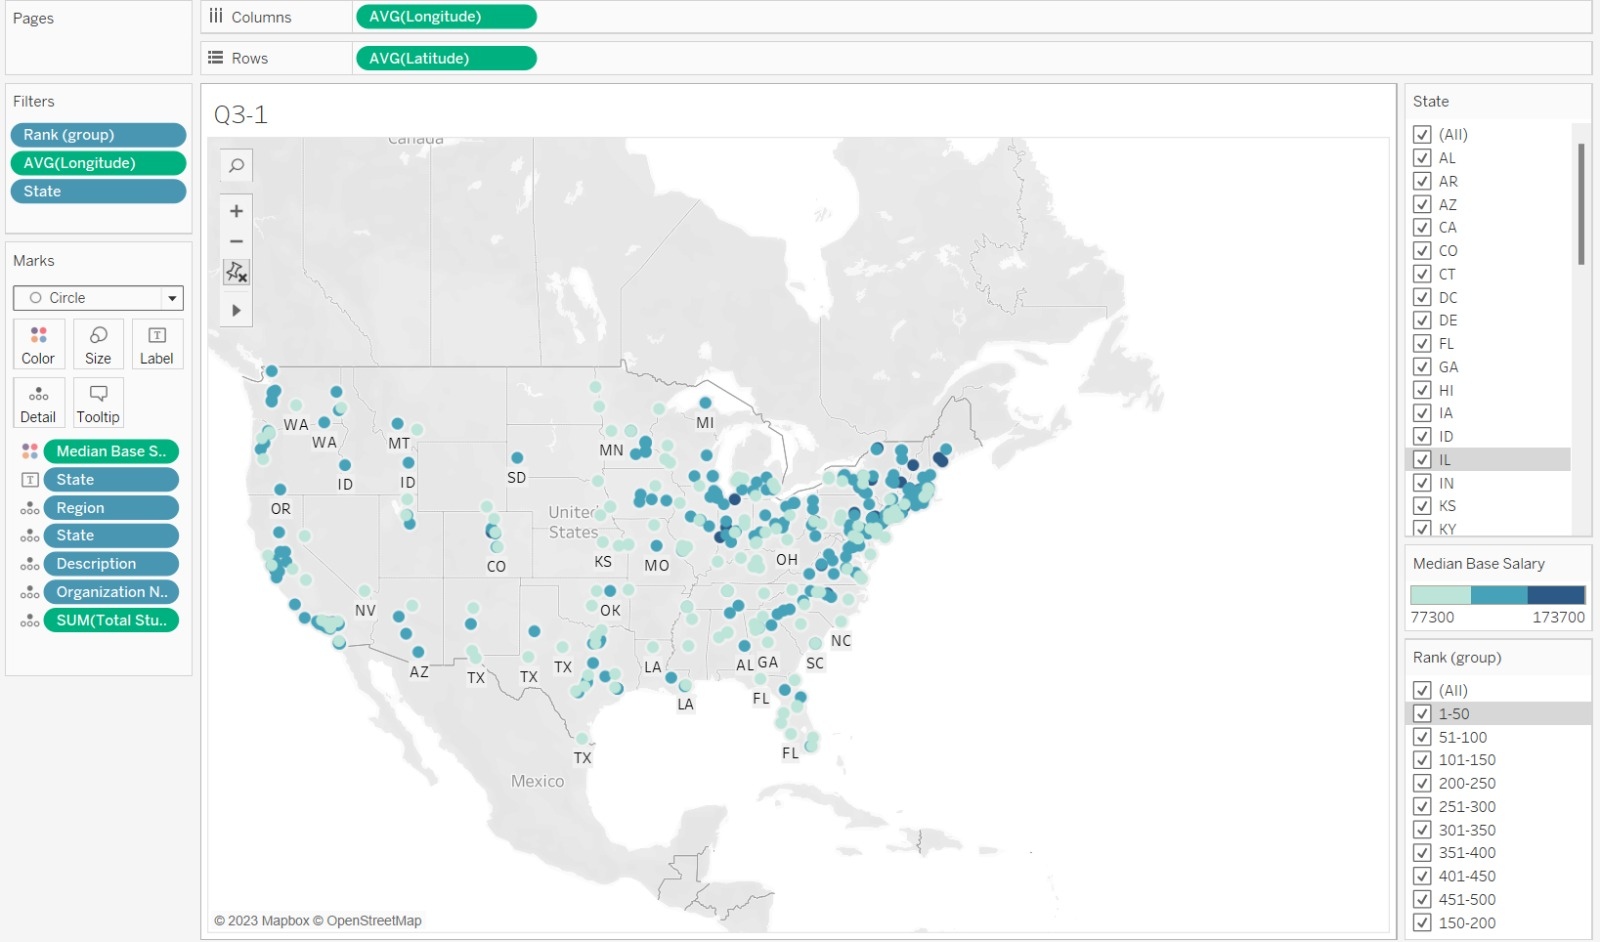 Pages
Columns
AVG(Longitude)
Rows
AVG(Latitude)
Filters
Rank (group)
AVG(Longitude)
State
Marks
Circle
Color
Size
Label
Detail
Tooltip
Median Base S..
State
Region
State
Description
Organization N..
SUM(Total Stu..
Q3-1
Canada
WA
WA
MT
MI
MN
ID
ID
SD
OR
United
States
CO
KS
MO
OH
NV
OK
NC
AZ
TX
TX
TX
LA
AL
GA
SC
LA
FL
TX
FL
Mexico
© 2023 Mapbox © OpenStreetMap
State
(All)
AL
AR
AZ
CA
CO
CT
DC
DE
FL
GA
HI
IA
ID
IL
IN
KS
KY
Median Base Salary
77300 173700
Rank (group)
(All)
1-50
51-100
101-150
200-250
251-300
301-350
351-400
401-450
451-500
150-200